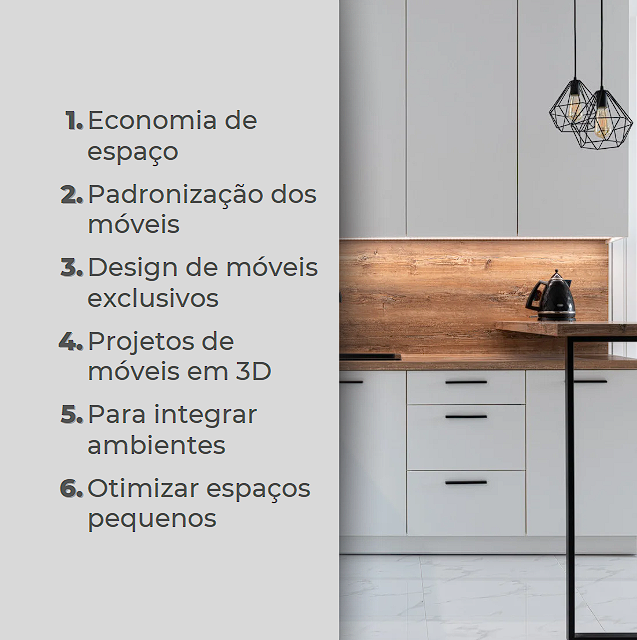 1. Economia de
espaço
2. Padronização dos
móveis
3. Design de móveis
exclusivos
4. Projetos de
móveis em 3D
5. Para integrar
ambientes
6. Otimizar espaços
pequenos